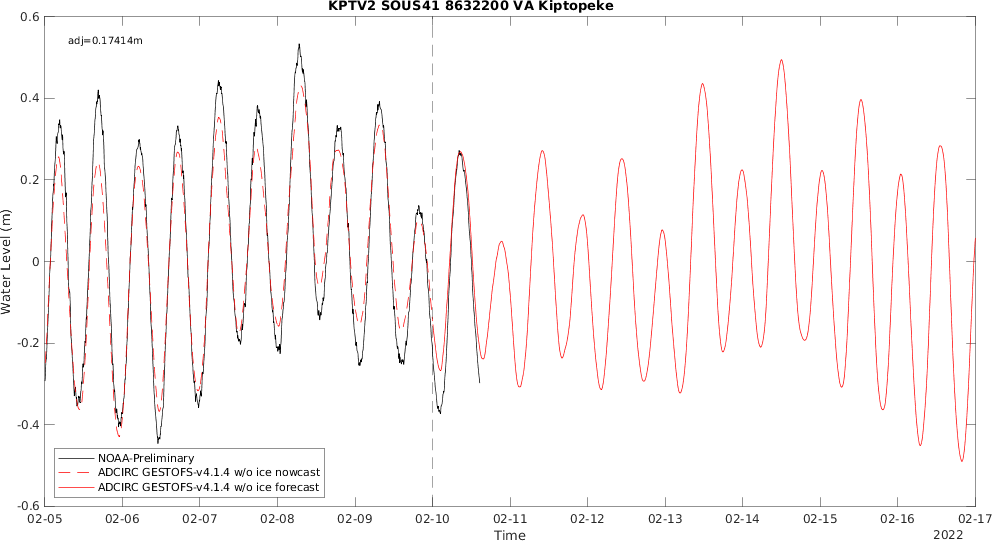 KPTV2 SOUS41 8632200 VA Kiptopeke
adj=0.17414m
0.6
0.4
0.2
0
-0.2
-0.4
-0.6
Water Level (m)
NOAA-Preliminary
ADCIRC GESTOFS-v4.1.4 w/o ice nowcast
ADCIRC GESTOFS-v4.1.4 w/o ice forecast
02-05 02-06 02-07 02-08 02-09 02-10 02-11 02-12 02-13 02-14 02-15 02-16 02-17
Time
2022